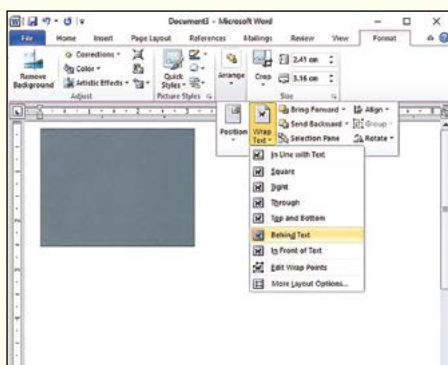 Document3 - Microsoft Word
File Home Insert Page Layout References Mailings Review View Format
Remove Background
Corrections
Color
Artistic Effects
Adjust
Quick Styles
Picture Styles
Arrange
Crop
2.41 cm
3.16 cm
Size
Position
Wrap Text
Bring Forward
Send Backward
Selection Pane
Align
Group
Rotate
In Line with Text
Square
Tight
Through
Top and Bottom
Behind Text
In Front of Text
Edit Wrap Points
More Layout Options...